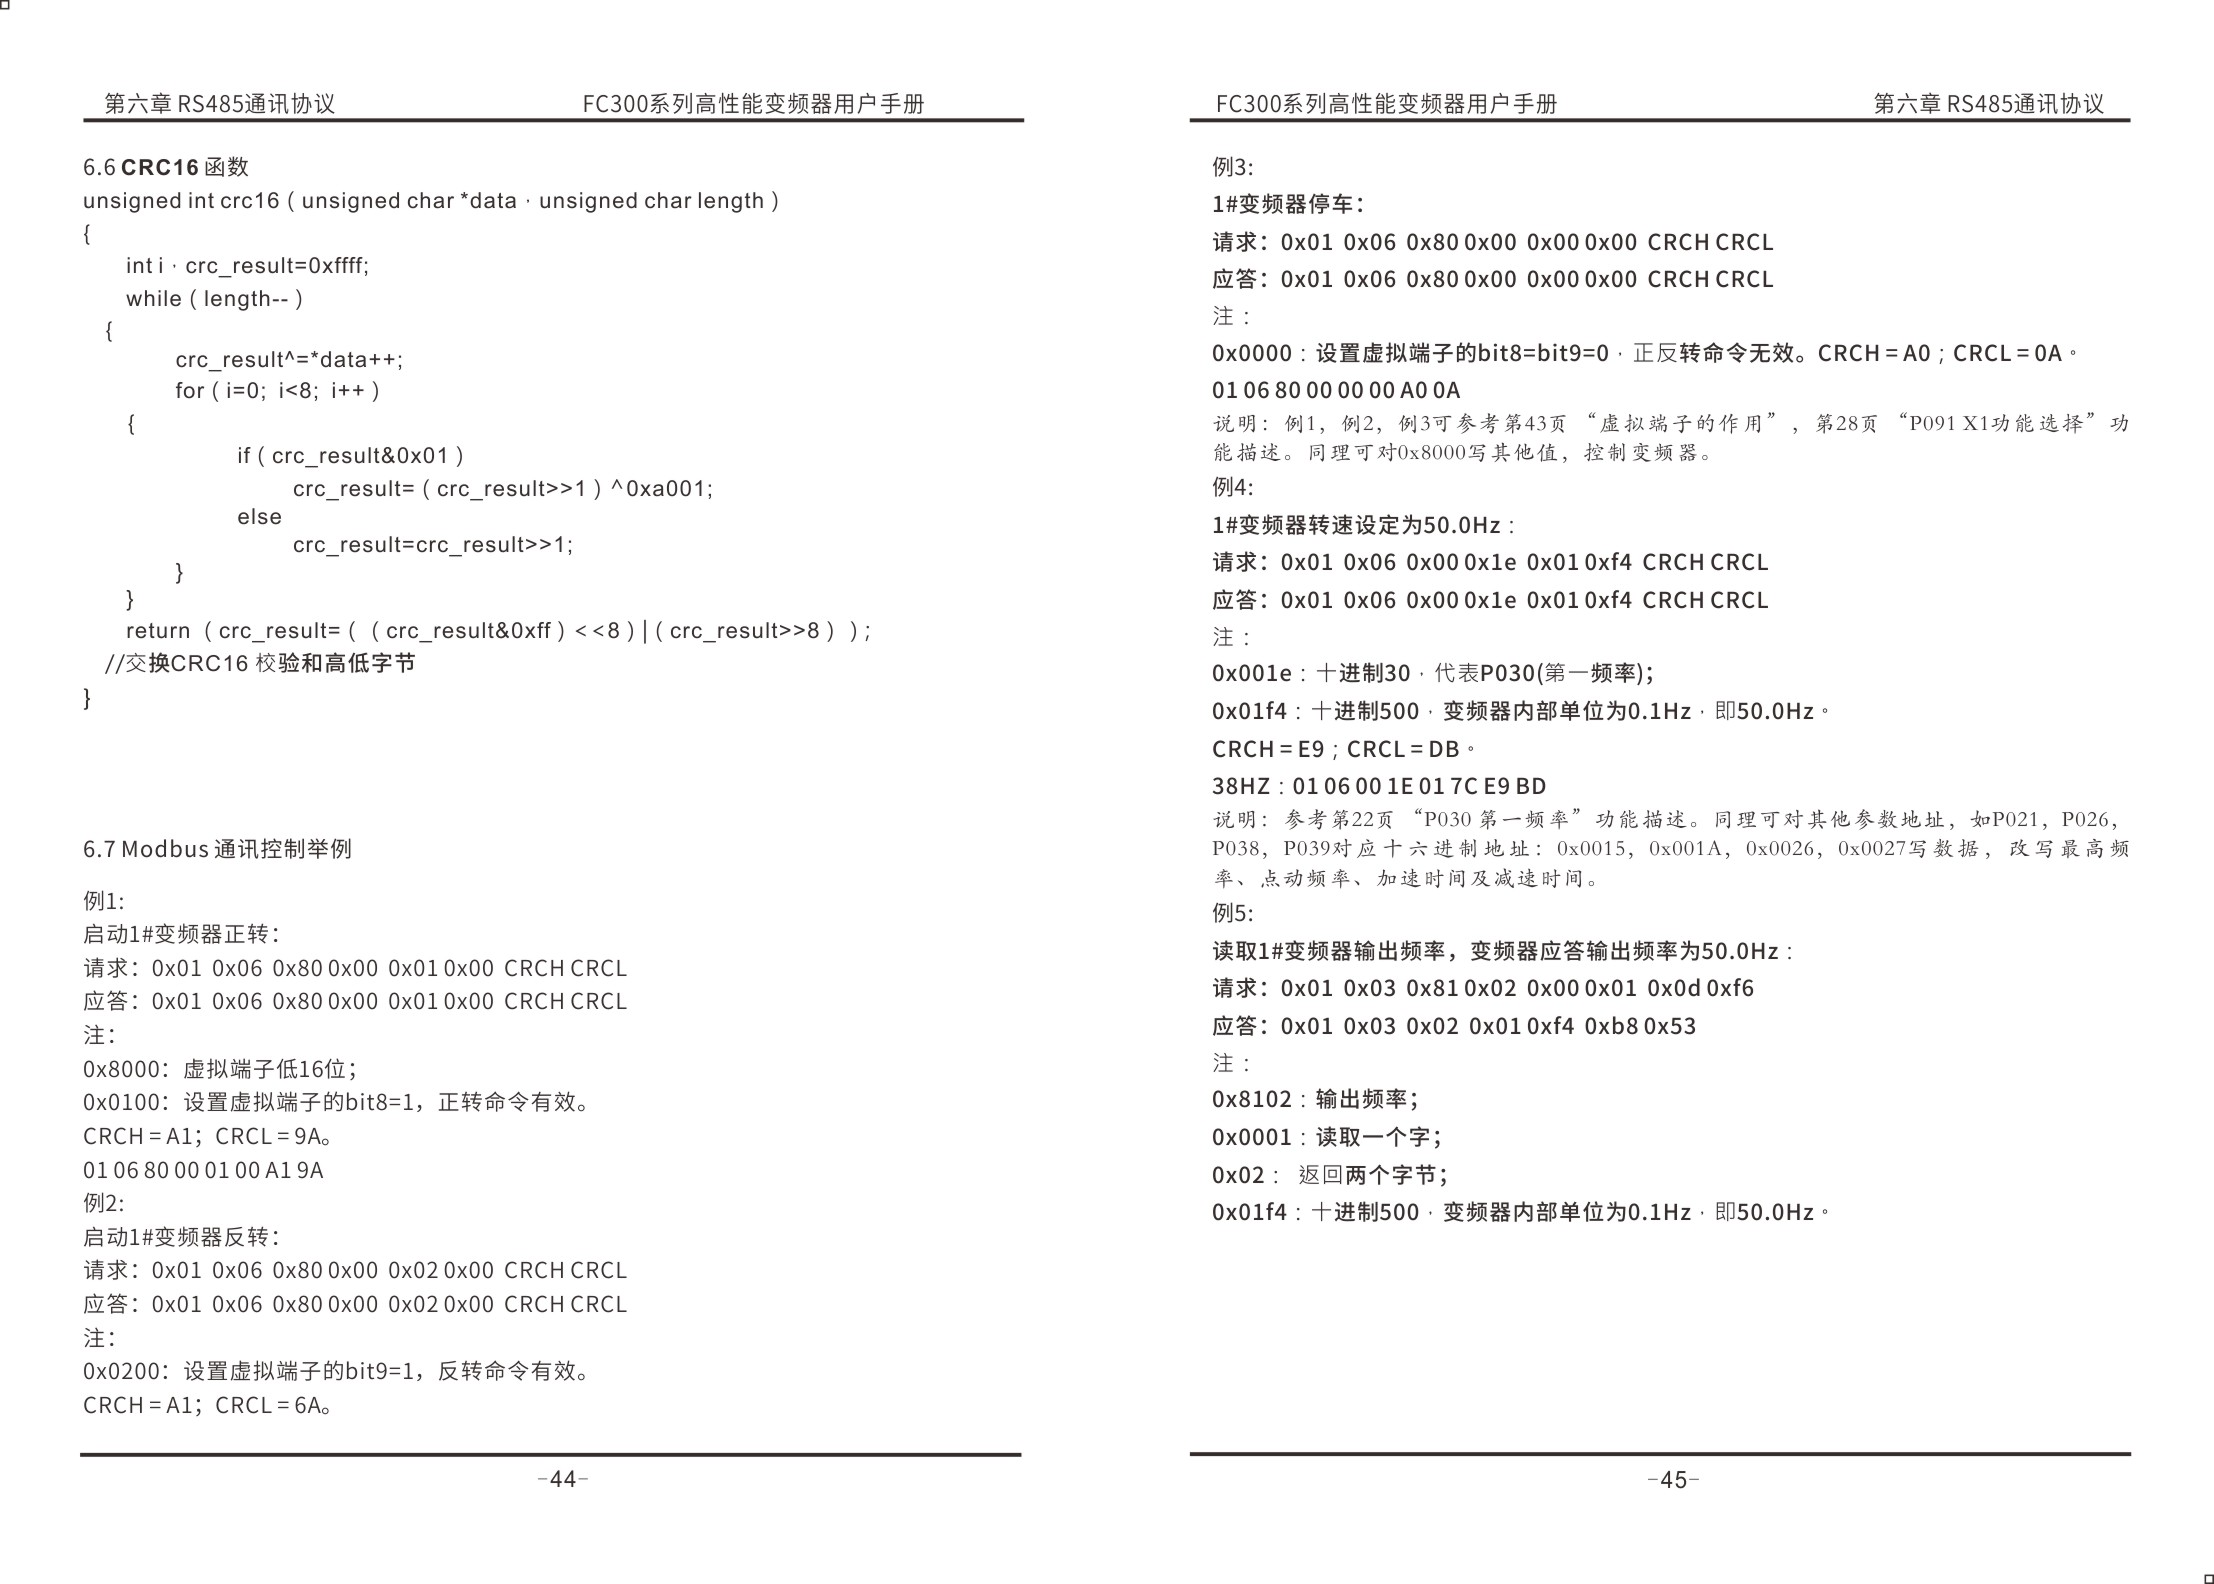 第六章 RS485通讯协议 FC300系列高性能变频器用户手册
6.6 CRC16 函数
unsigned int crc16（unsigned char *data，unsigned char length）
{
int i，crc_result=0xffff;
while（length--）
{
crc_result^=*data++;
for（i=0; i<8; i++）
{
if（crc_result&0x01）
crc_result=（crc_result>>1）^0xa001;
else
crc_result=crc_result>>1;
}
}
return（crc_result=（（crc_result&0xff）<<8）|（crc_result>>8））;
//交换CRC16 校验和高低字节
}
6.7 Modbus 通讯控制举例
例1:
启动1#变频器正转：
请求：0x01 0x06 0x80 0x00 0x01 0x00 CRCH CRCL
应答：0x01 0x06 0x80 0x00 0x01 0x00 CRCH CRCL
注：
0x8000：虚拟端子低16位；
0x0100：设置虚拟端子的bit8=1，正转命令有效。
CRCH = A1；CRCL = 9A。
01 06 80 00 01 00 A1 9A
例2:
启动1#变频器反转：
请求：0x01 0x06 0x80 0x00 0x02 0x00 CRCH CRCL
应答：0x01 0x06 0x80 0x00 0x02 0x00 CRCH CRCL
注：
0x0200：设置虚拟端子的bit9=1，反转命令有效。
CRCH = A1；CRCL = 6A。
-44-
FC300系列高性能变频器用户手册 第六章 RS485通讯协议
例3:
1#变频器停车：
请求：0x01 0x06 0x80 0x00 0x00 0x00 CRCH CRCL
应答：0x01 0x06 0x80 0x00 0x00 0x00 CRCH CRCL
注：
0x0000：设置虚拟端子的bit8=bit9=0，正反转命令无效。CRCH = A0；CRCL = 0A。
01 06 80 00 00 00 A0 0A
说明：例1，例2，例3可参考第43页“虚拟端子的作用”，第28页“P091 X1功能选择”功
能描述。同理可对0x8000写其他值，控制变频器。
例4:
1#变频器转速设定为50.0Hz：
请求：0x01 0x06 0x00 0x1e 0x01 0xf4 CRCH CRCL
应答：0x01 0x06 0x00 0x1e 0x01 0xf4 CRCH CRCL
注：
0x001e：十进制30，代表P030(第一频率)；
0x01f4：十进制500，变频器内部单位为0.1Hz，即50.0Hz。
CRCH = E9；CRCL = DB。
38HZ：01 06 00 1E 01 7C E9 BD
说明：参考第22页“P030 第一频率”功能描述。同理可对其他参数地址，如P021，P026，
P038，P039对应十六进制地址：0x0015，0x001A，0x0026，0x0027写数据，改写最高频
率、点动频率、加速时间及减速时间。
例5:
读取1#变频器输出频率，变频器应答输出频率为50.0Hz：
请求：0x01 0x03 0x81 0x02 0x00 0x01 0x0d 0xf6
应答：0x01 0x03 0x02 0x01 0xf4 0xb8 0x53
注：
0x8102：输出频率；
0x0001：读取一个字；
0x02： 返回两个字节；
0x01f4：十进制500，变频器内部单位为0.1Hz，即50.0Hz。
-45-